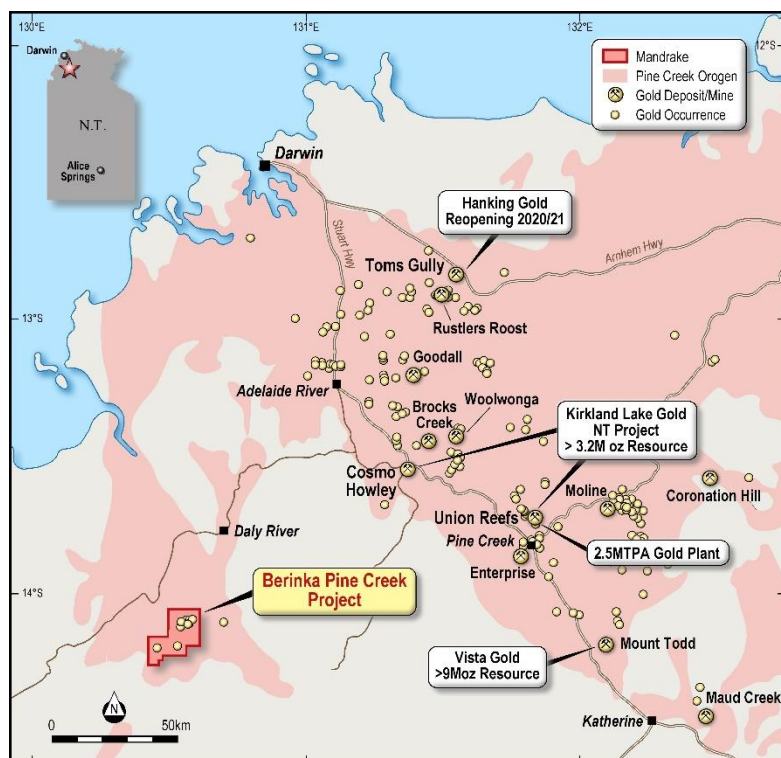 130°E
131°E
132°E
12°S
Darwin
N.T.
Alice
Springs
Mandrake
Pine Creek Orogen
Gold Deposit/Mine
Gold Occurrence
Darwin
Stuart Hwy
Arnhem Hwy
Hanking Gold
Reopening 2020/21
Toms Gully
Rustlers Roost
13°S
13°S
Goodall
Adelaide River
Brocks
Creek
Woolwonga
Kirkland Lake Gold
NT Project
> 3.2M oz Resource
Cosmo
Howley
Moline
Coronation Hill
Union Reefs
Pine Creek
2.5MTPA Gold Plant
Enterprise
Daly River
14°S
14°S
Berinka Pine Creek
Project
Mount Todd
Vista Gold
>9Moz Resource
Maud Creek
Katherine
N
0
50km